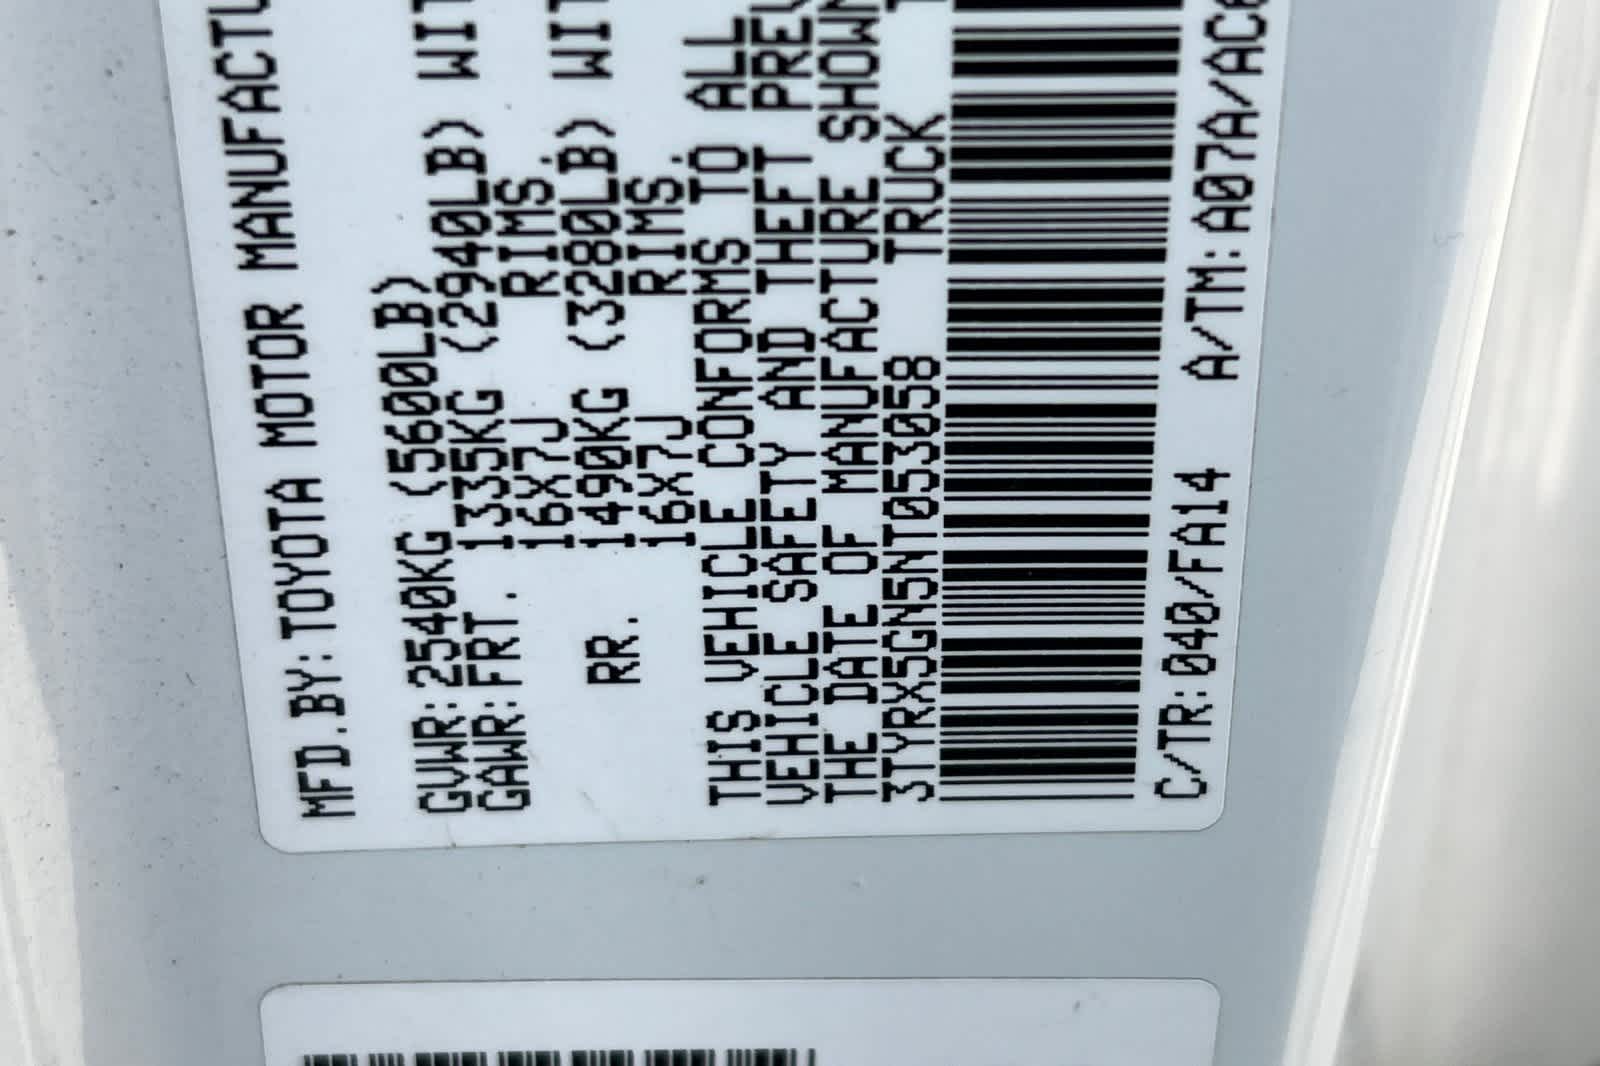 MFD.BY:TOYOTA MOTOR MANUFACTU
GVWR:2540KG (5600LB)
GAWR:FRT. 1335KG (2940LB) WIT
16X7J RIMS.
RR. 1490KG (3280LB) WIT
16X7J RIMS.
THIS VEHICLE CONFORMS TO ALL
VEHICLE SAFETY AND THEFT PREV
THE DATE OF MANUFACTURE SHOWN
3TYRX5GN5NT053058 TRUCK
C/TR:040/FA14 A/TM:A07A/AC6